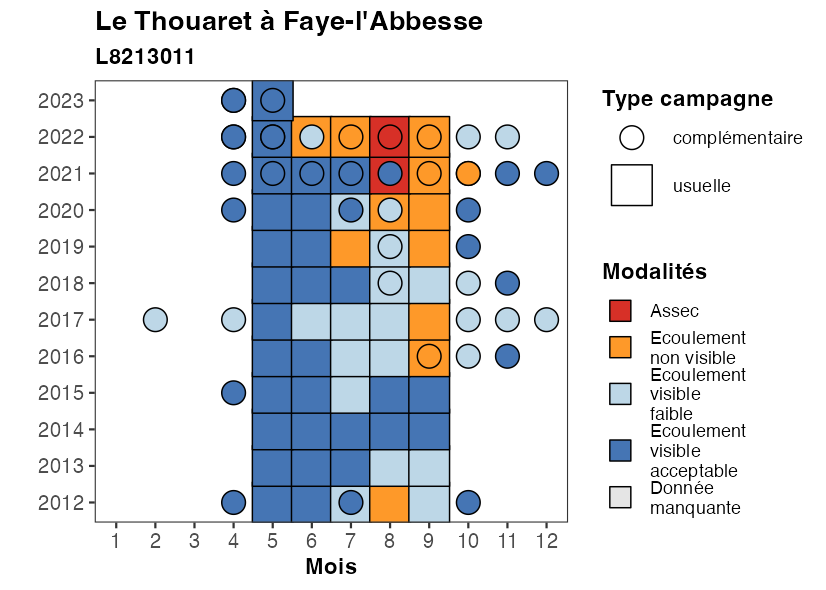 Le Thouaret à Faye-l'Abbesse
L8213011
2023
2022
2021
2020
2019
2018
2017
2016
2015
2014
2013
2012
1 2 3 4 5 6 7 8 9 10 11 12
Mois
Type campagne
complémentaire
usuelle
Modalités
Assec
Ecoulement
non visible
Ecoulement
visible
faible
Ecoulement
visible
acceptable
Donnée
manquante